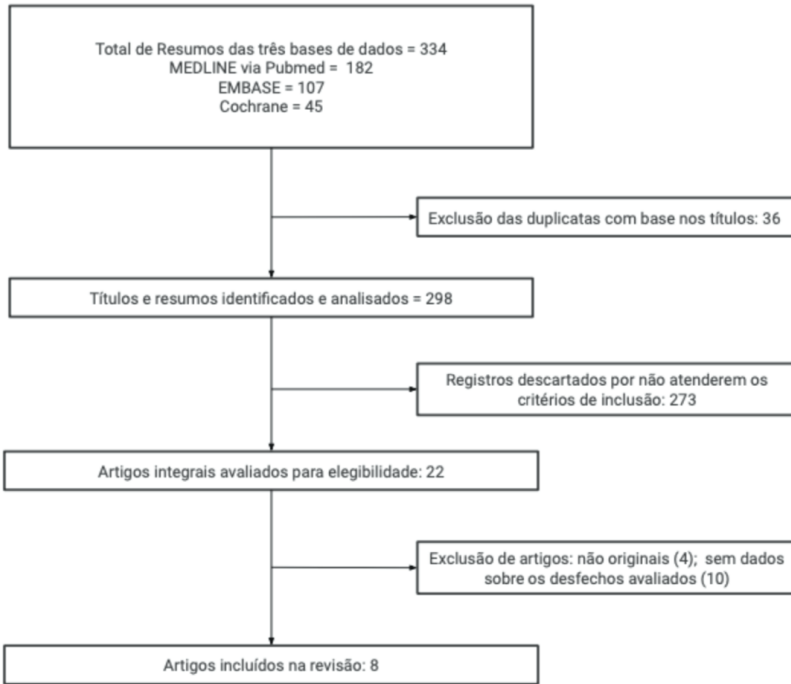 Total de Resumos das três bases de dados = 334
MEDLINE via Pubmed = 182
EMBASE = 107
Cochrane = 45
Exclusão das duplicatas com base nos títulos: 36
Títulos e resumos identificados e analisados = 298
Registros descartados por não atenderem os
critérios de inclusão: 273
Artigos integrais avaliados para elegibilidade: 22
Exclusão de artigos: não originais (4); sem dados
sobre os desfechos avaliados (10)
Artigos incluídos na revisão: 8